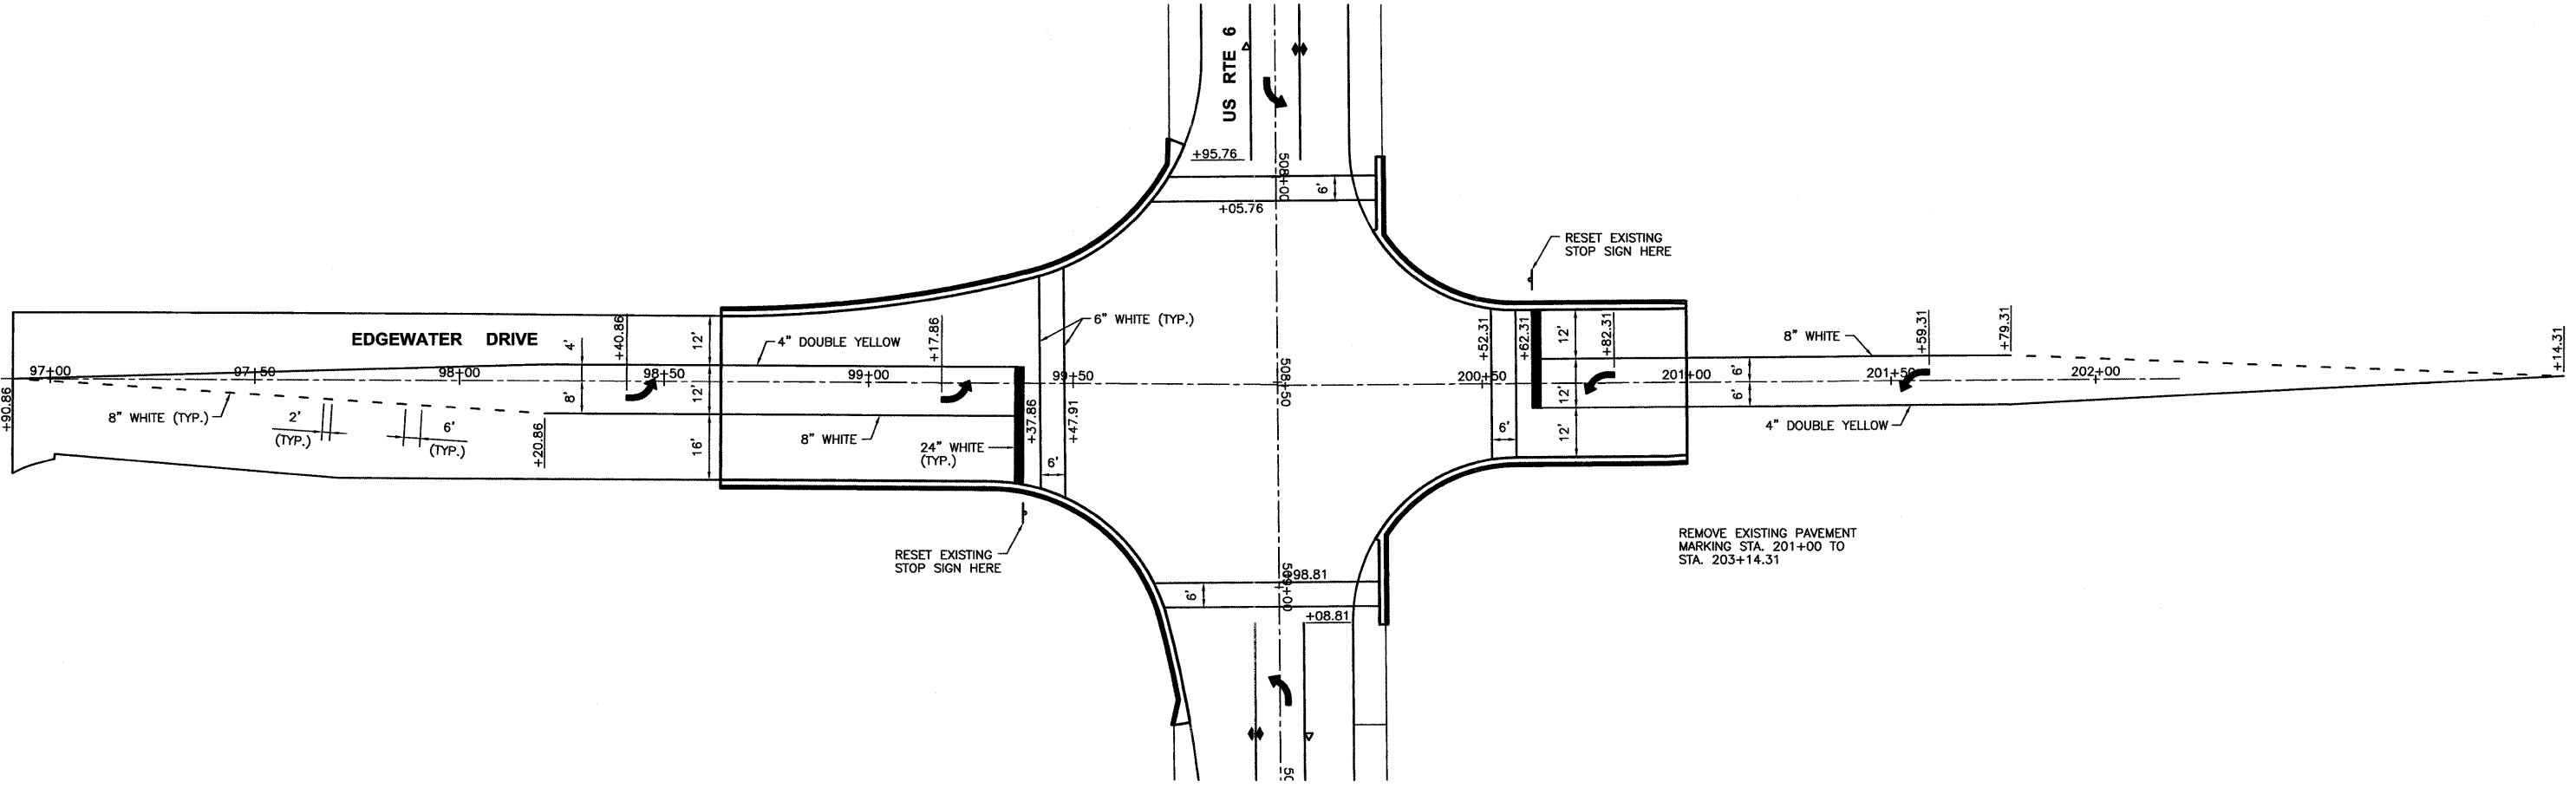 US RTE 6
+95.76
508+00
6'
+05.76
RESET EXISTING
STOP SIGN HERE
EDGEWATER DRIVE
4'
+40.86
12'
4" DOUBLE YELLOW
+17.86
6" WHITE (TYP.)
+52.31
+62.31
12'
+82.31
8" WHITE
+59.31
+79.31
+14.31
97+00
97+50
98+00
98+50
99+00
99+50
508+50
200+50
201+00
201+50
202+00
+90.86
8" WHITE (TYP.)
2'
(TYP.)
6'
(TYP.)
8'
+20.86
12'
16'
8" WHITE
24" WHITE
(TYP.)
+37.86
+47.91
6'
6'
12'
12'
6'
6'
4" DOUBLE YELLOW
RESET EXISTING
STOP SIGN HERE
REMOVE EXISTING PAVEMENT
MARKING STA. 201+00 TO
STA. 203+14.31
98.81
509+00
6'
+08.81